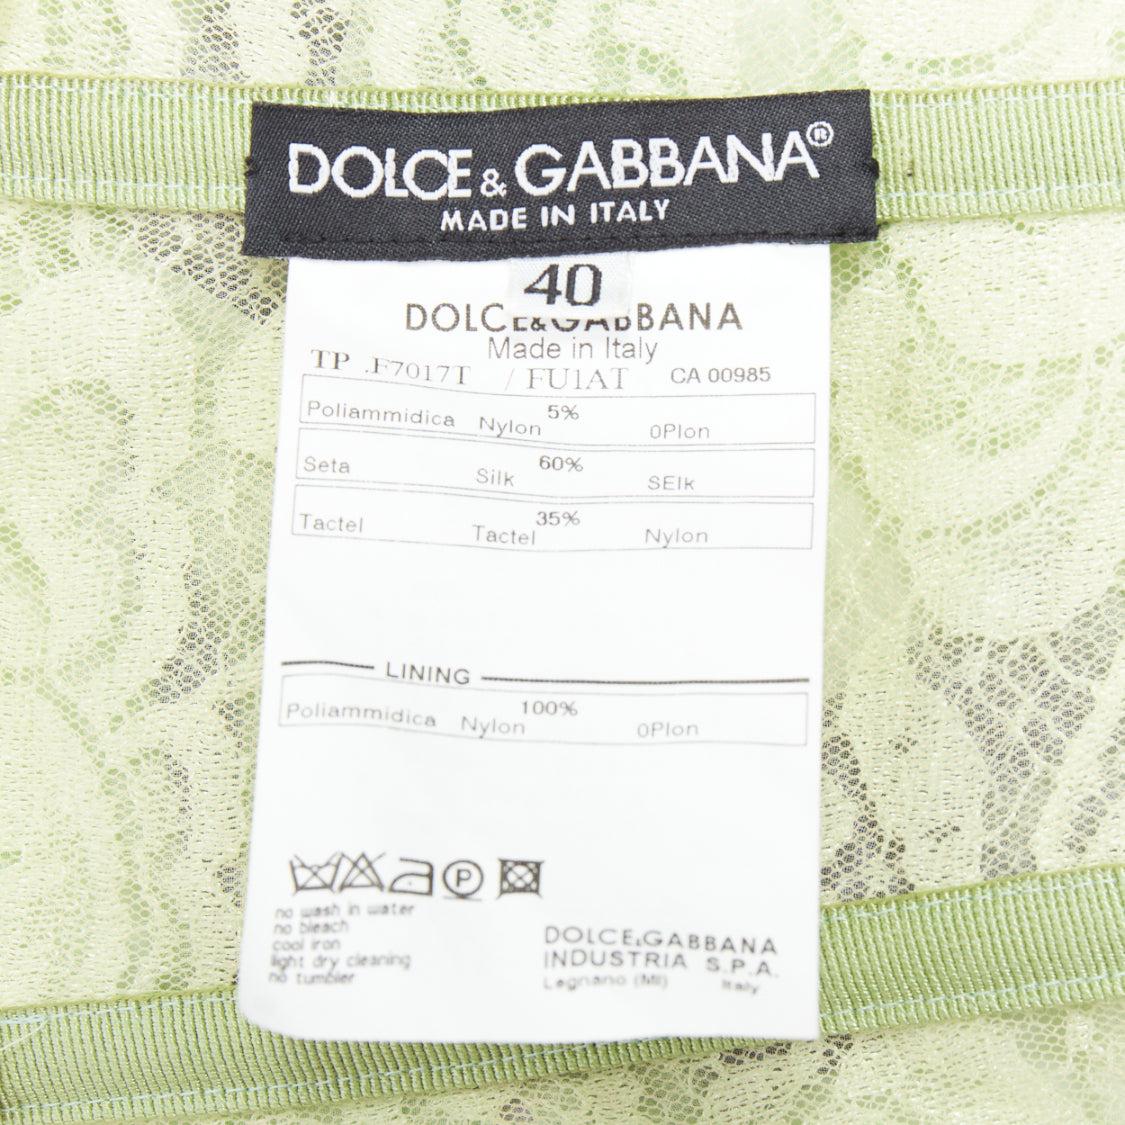 DOLCE & GABBANA®
MADE IN ITALY
40
DOLCE&GABBANA
Made in Italy
TP .F7017T / FU1AT CA 00985
Poliammidica Nylon 5% 0Plon
Seta Silk 60% SElk
Tactel Tactel 35% Nylon
LINING
Poliammidica Nylon 100% 0Plon
P
no wash in water
no bleach
cool iron
light dry cleaning
no tumbler
DOLCE&GABBANA
INDUSTRIA S.P.A.
Legnano (MI) Italy